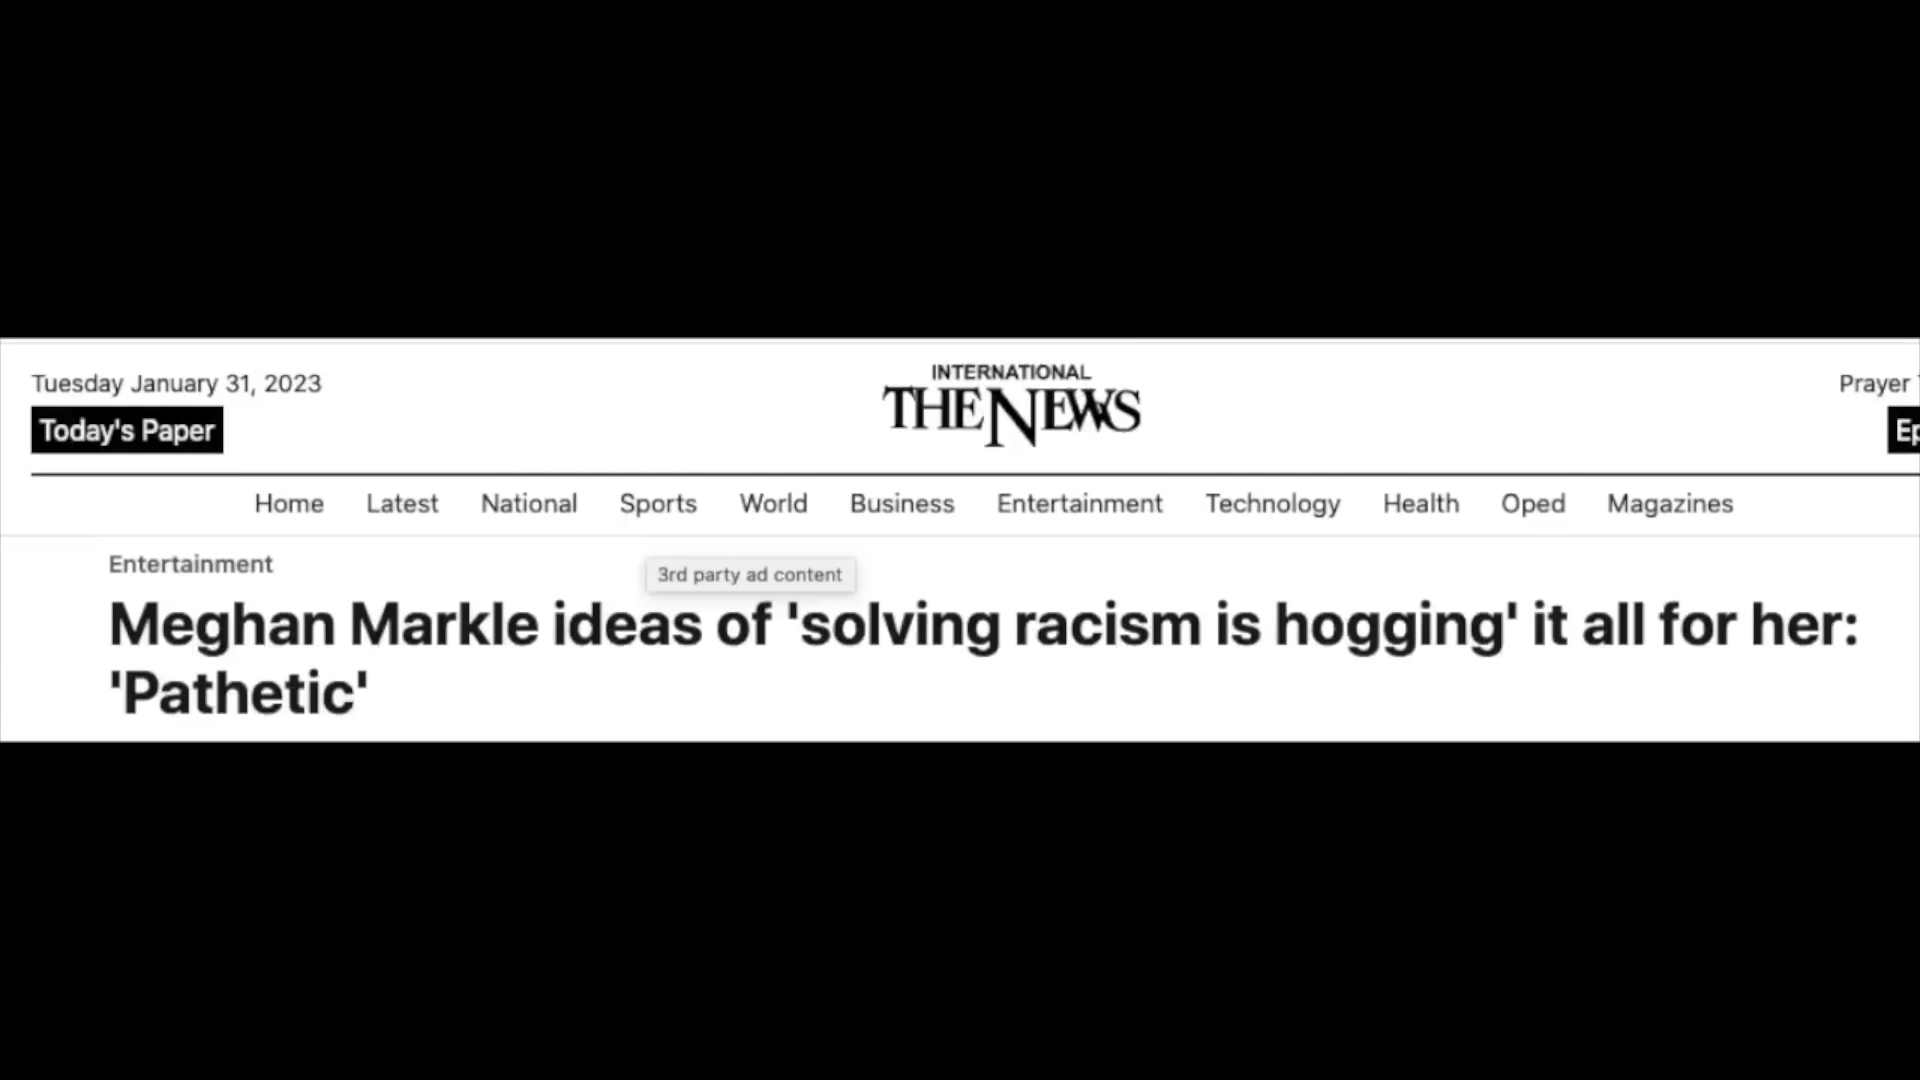 Tuesday January 31, 2023
INTERNATIONAL
THE NEWS
Prayer
Today's Paper
Ep
Home Latest National Sports World Business Entertainment Technology Health Oped Magazines
Entertainment
3rd party ad content
Meghan Markle ideas of 'solving racism is hogging' it all for her:
'Pathetic'